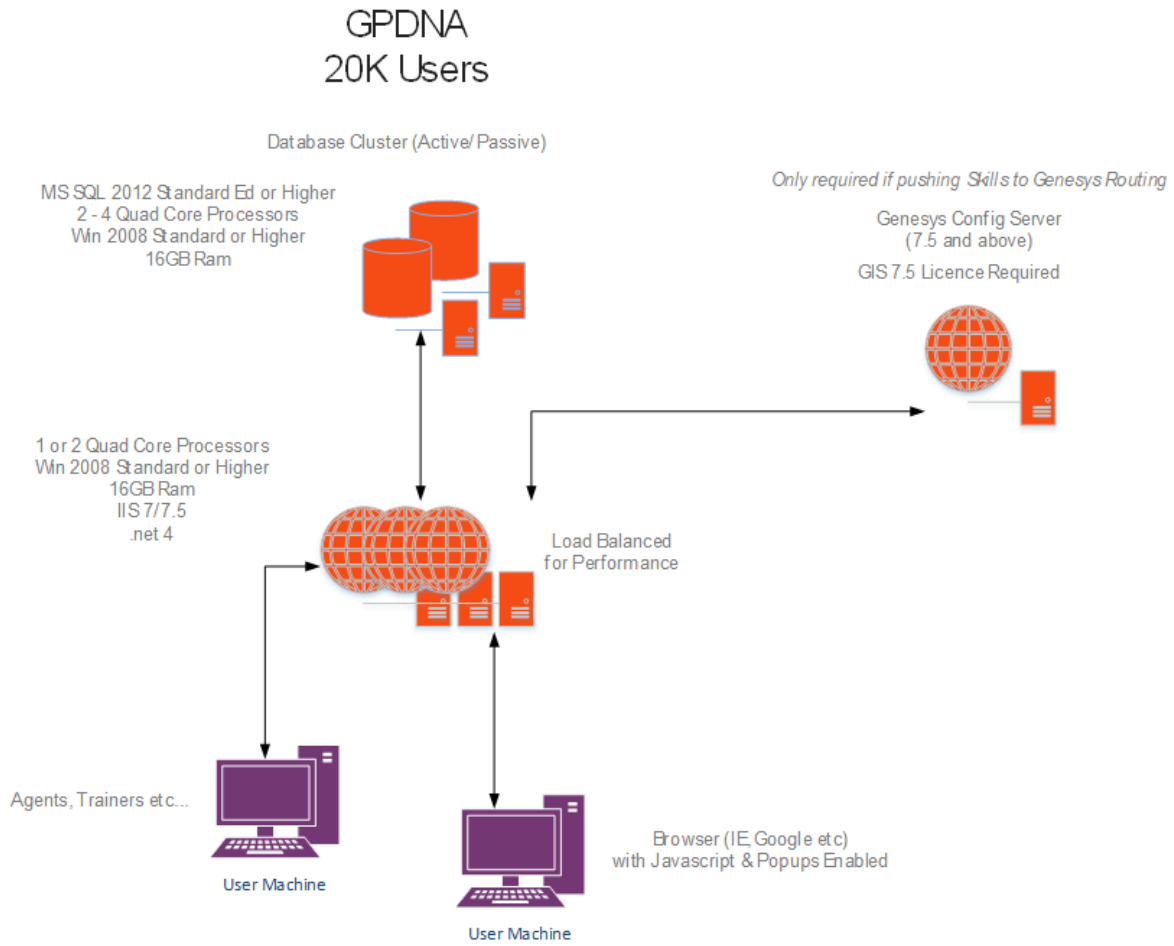 GPDNA
20K Users
Database Cluster (Active/ Passive)
MS SQL 2012 Standard Ed or Higher
2 - 4 Quad Core Processors
Win 2008 Standard or Higher
16GB Ram
Only required if pushing Skills to Genesys Routing
Genesys Config Server
(7.5 and above)
GIS 7.5 Licence Required
1 or 2 Quad Core Processors
Win 2008 Standard or Higher
16GB Ram
IIS 7/7.5
.net 4
Load Balanced
for Performance
Agents, Trainers etc...
User Machine
Browser (IE, Google etc)
with Javascript & Popups Enabled
User Machine